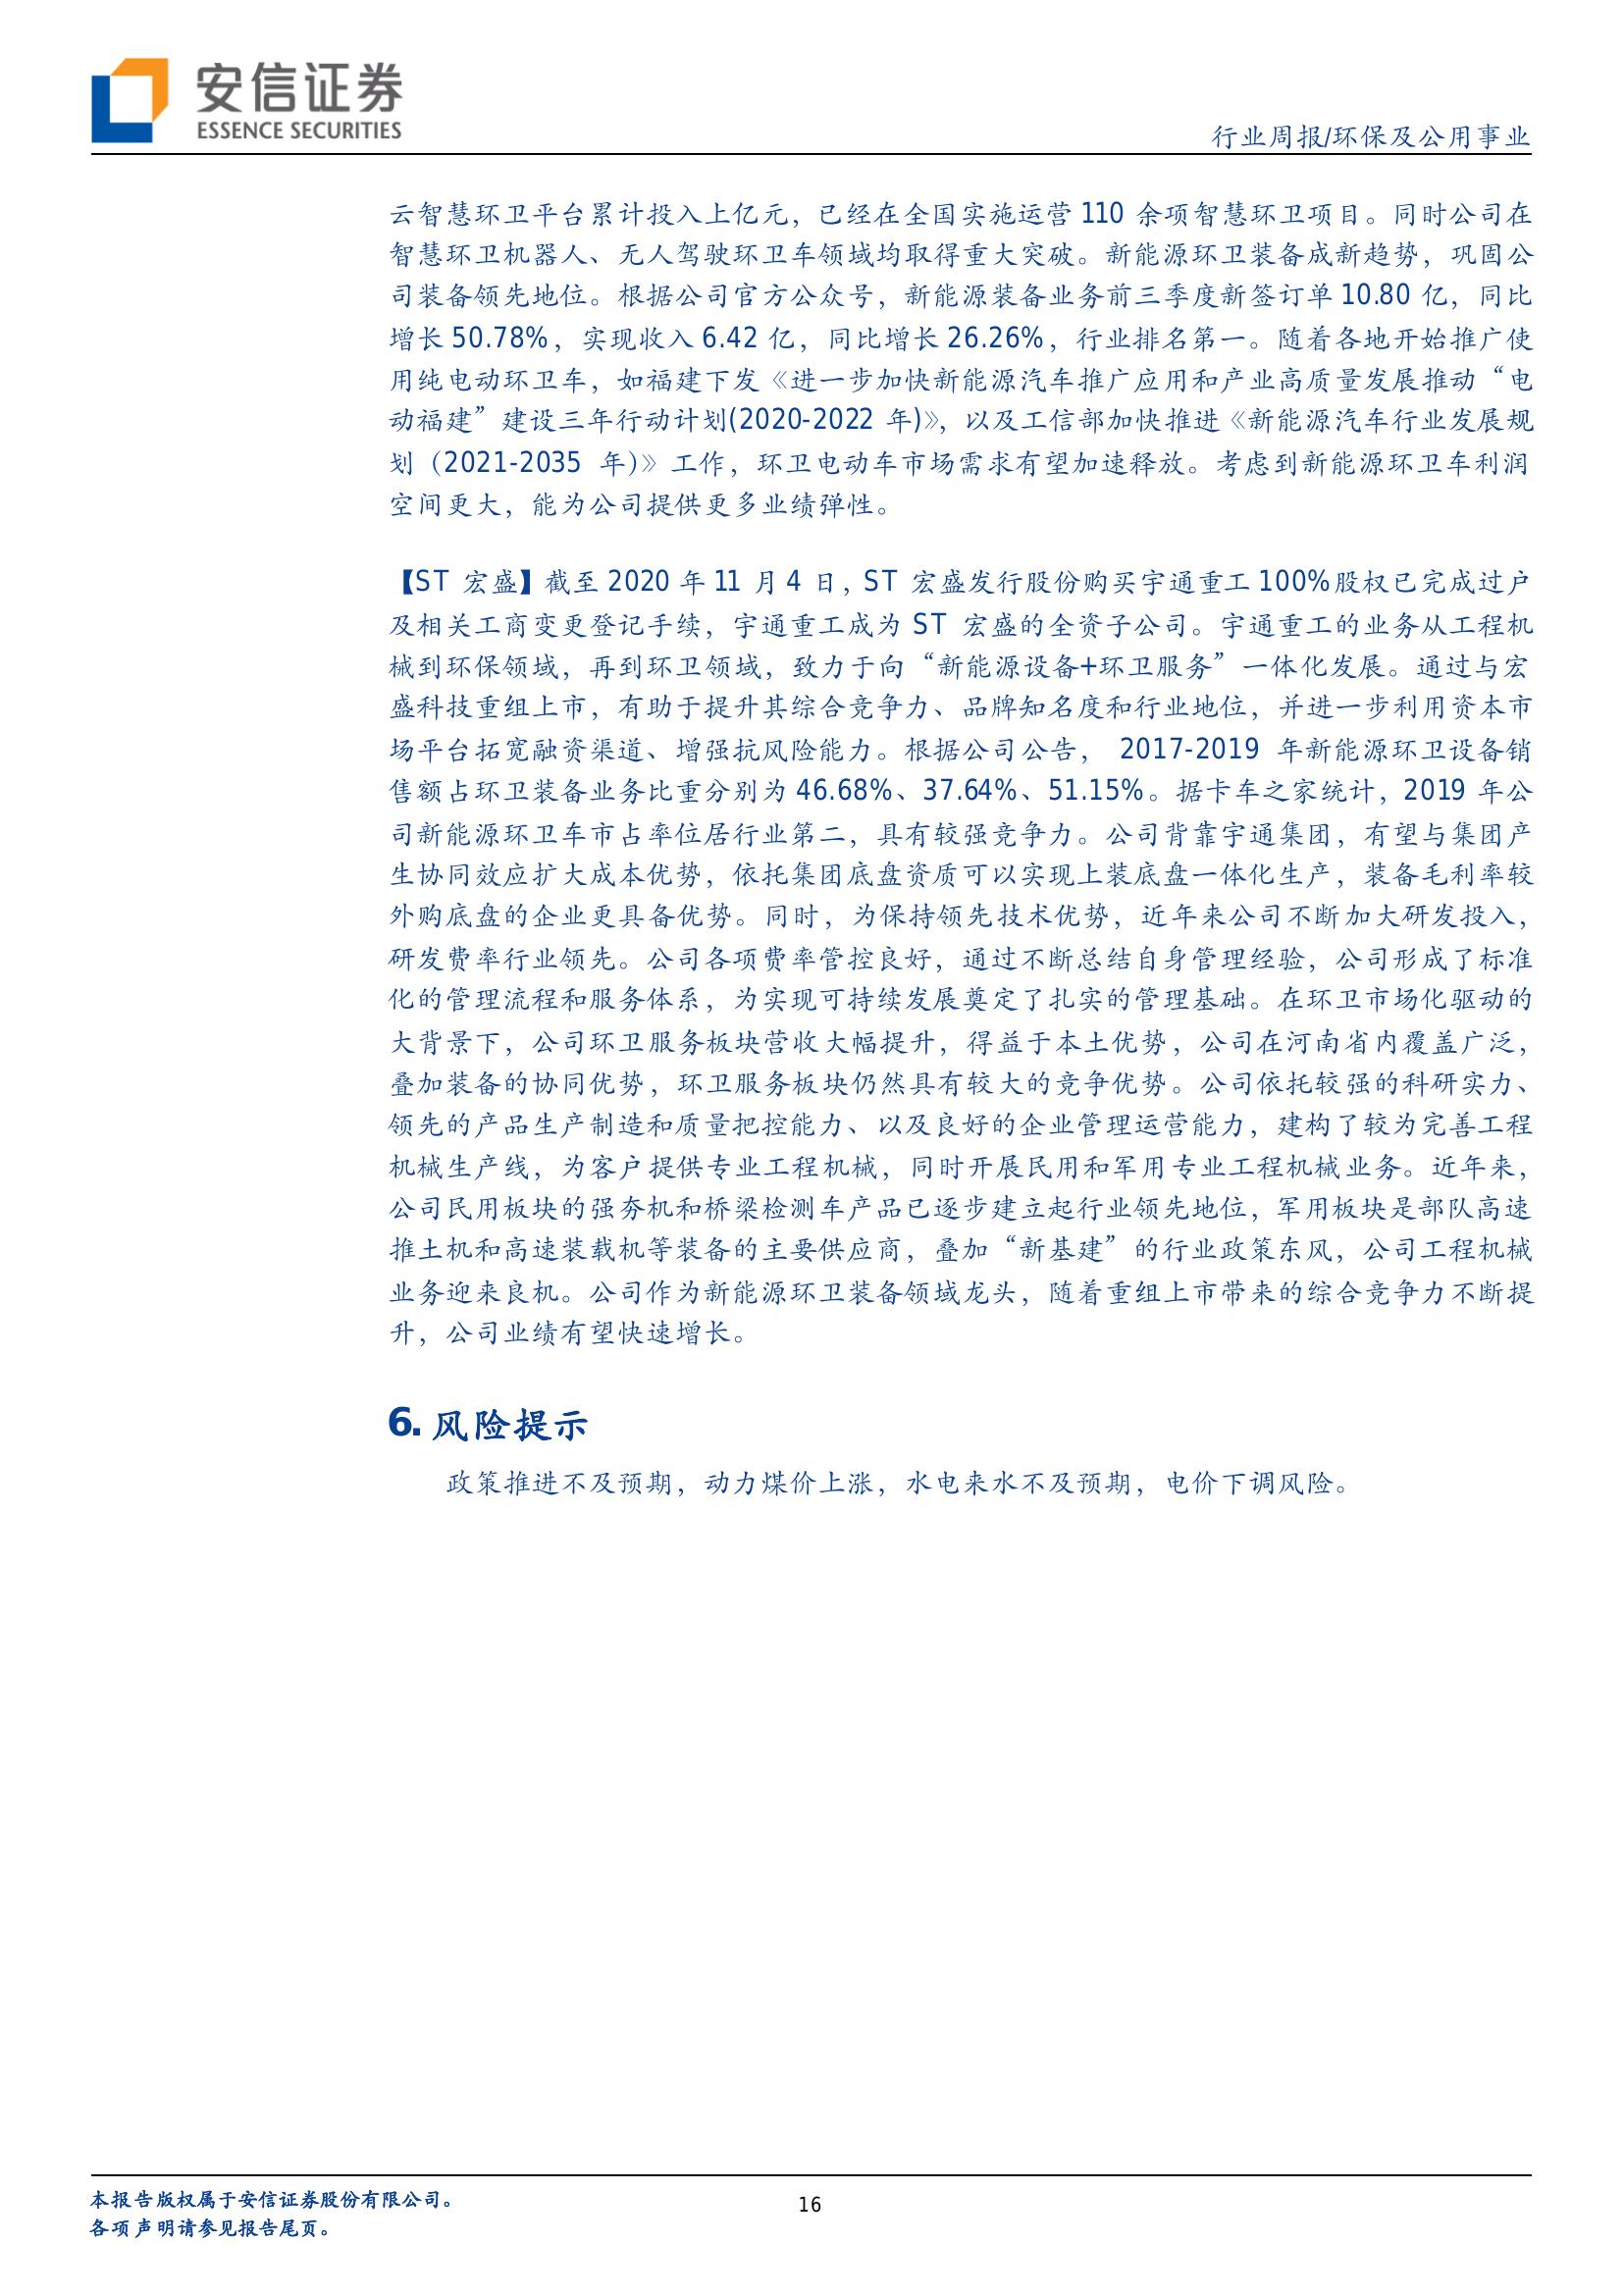 安信证券
ESSENCE SECURITIES
行业周报/环保及公用事业
云智慧环卫平台累计投入上亿元，已经在全国实施运营 110 余项智慧环卫项目。同时公司在
智慧环卫机器人、无人驾驶环卫车领域均取得重大突破。新能源环卫装备成新趋势，巩固公
司装备领先地位。根据公司官方公众号，新能源装备业务前三季度新签订单 10.80 亿，同比
增长 50.78%，实现收入 6.42 亿，同比增长 26.26%，行业排名第一。随着各地开始推广使
用纯电动环卫车，如福建下发《进一步加快新能源汽车推广应用和产业高质量发展推动“电
动福建”建设三年行动计划(2020-2022 年)》，以及工信部加快推进《新能源汽车行业发展规
划（2021-2035 年）》工作，环卫电动车市场需求有望加速释放。考虑到新能源环卫车利润
空间更大，能为公司提供更多业绩弹性。
【ST 宏盛】截至 2020 年 11 月 4 日，ST 宏盛发行股份购买宇通重工 100%股权已完成过户
及相关工商变更登记手续，宇通重工成为 ST 宏盛的全资子公司。宇通重工的业务从工程机
械到环保领域，再到环卫领域，致力于向“新能源设备+环卫服务”一体化发展。通过与宏
盛科技重组上市，有助于提升其综合竞争力、品牌知名度和行业地位，并进一步利用资本市
场平台拓宽融资渠道、增强抗风险能力。根据公司公告， 2017-2019 年新能源环卫设备销
售额占环卫装备业务比重分别为 46.68%、37.64%、51.15%。据卡车之家统计，2019 年公
司新能源环卫车市占率位居行业第二，具有较强竞争力。公司背靠宇通集团，有望与集团产
生协同效应扩大成本优势，依托集团底盘资质可以实现上装底盘一体化生产，装备毛利率较
外购底盘的企业更具备优势。同时，为保持领先技术优势，近年来公司不断加大研发投入，
研发费率行业领先。公司各项费率管控良好，通过不断总结自身管理经验，公司形成了标准
化的管理流程和服务体系，为实现可持续发展奠定了扎实的管理基础。在环卫市场化驱动的
大背景下，公司环卫服务板块营收大幅提升，得益于本土优势，公司在河南省内覆盖广泛，
叠加装备的协同优势，环卫服务板块仍然具有较大的竞争优势。公司依托较强的科研实力、
领先的产品生产制造和质量把控能力、以及良好的企业管理运营能力，建构了较为完善工程
机械生产线，为客户提供专业工程机械，同时开展民用和军用专业工程机械业务。近年来，
公司民用板块的强夯机和桥梁检测车产品已逐步建立起行业领先地位，军用板块是部队高速
推土机和高速装载机等装备的主要供应商，叠加“新基建”的行业政策东风，公司工程机械
业务迎来良机。公司作为新能源环卫装备领域龙头，随着重组上市带来的综合竞争力不断提
升，公司业绩有望快速增长。
6. 风险提示
政策推进不及预期，动力煤价上涨，水电来水不及预期，电价下调风险。
本报告版权属于安信证券股份有限公司。
各项声明请参见报告尾页。
16